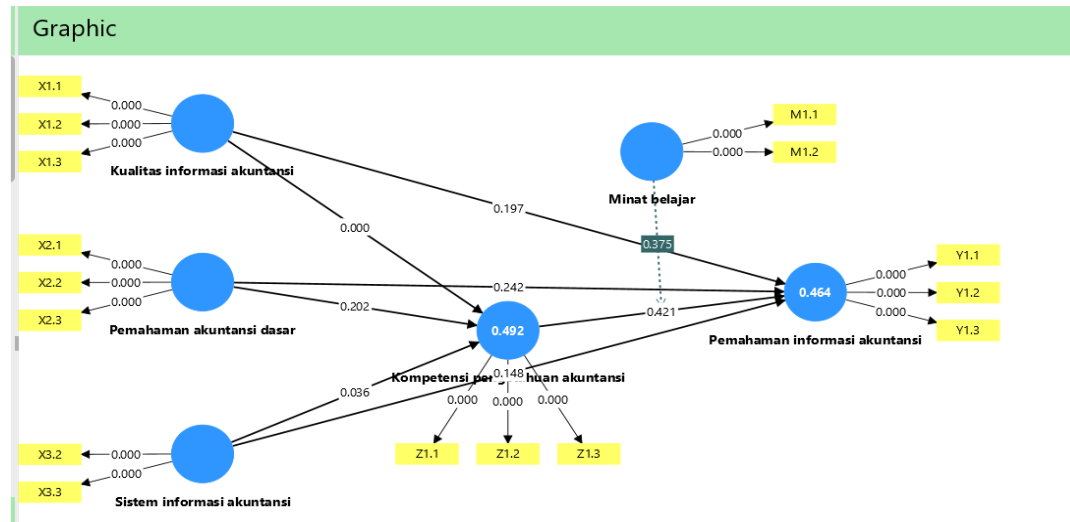 Graphic
X1.1
X1.2
X1.3
0.000
0.000
0.000
Kualitas informasi akuntansi
M1.1
M1.2
0.000
0.000
Minat belajar
0.197
0.000
0.375
X2.1
X2.2
X2.3
0.000
0.000
0.000
Pemahaman akuntansi dasar
0.242
0.202
0.421
0.492
Kompetensi akuntansi
0.148
0.464
Pemahaman informasi akuntansi
Y1.1
Y1.2
Y1.3
0.000
0.000
0.000
0.036
0.000
0.000
0.000
Z1.1
Z1.2
Z1.3
X3.2
X3.3
0.000
0.000
Sistem informasi akuntansi